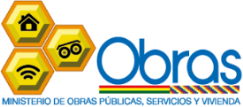 Obras
MINISTERIO DE OBRAS PÚBLICAS, SERVICIOS Y VIVIENDA